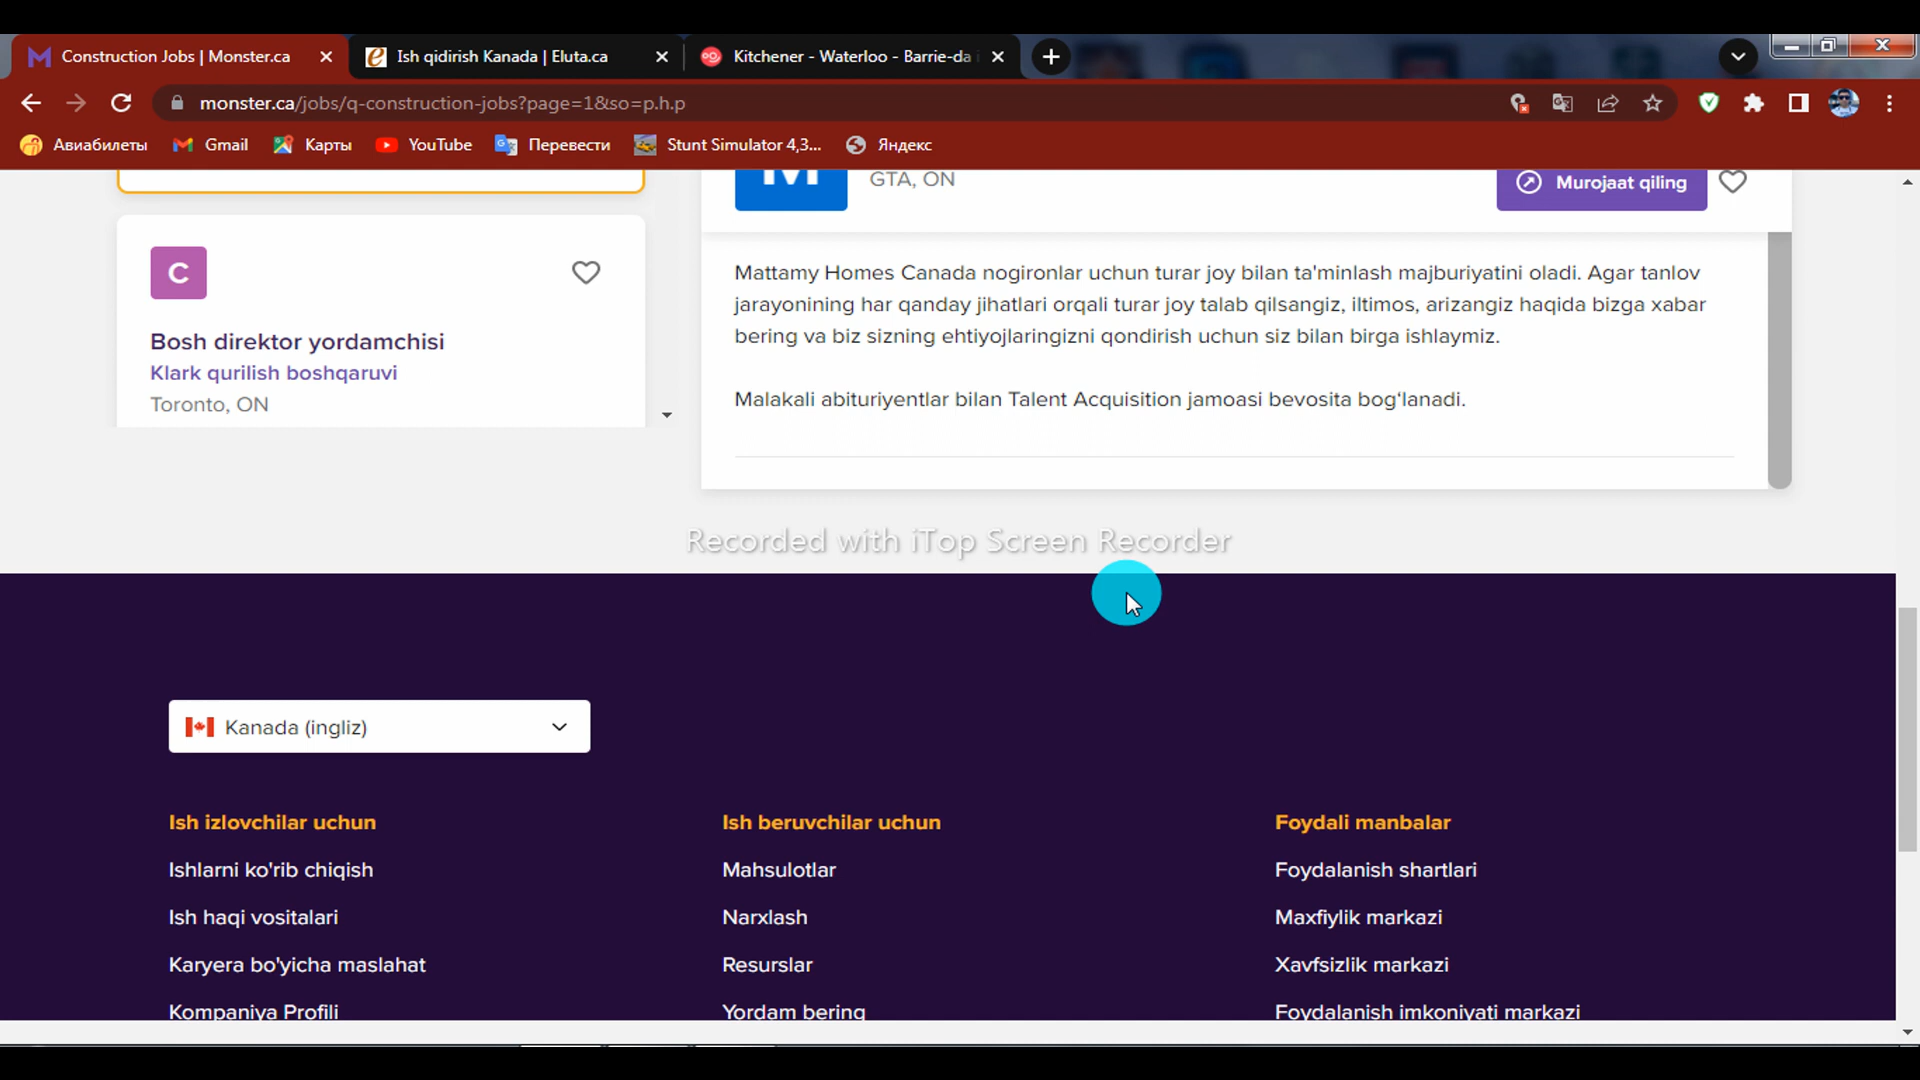 Construction Jobs | Monster.ca
Ish qidirish Kanada | Eluta.ca
Kitchener - Waterloo - Barrie-da
monster.ca/jobs/q-construction-jobs?page=1&so=p.h.p
Авиабилеты
Gmail
Карты
YouTube
Перевести
Stunt Simulator 4,3...
Яндекс
GTA, ON
Murojaat qiling
C
Bosh direktor yordamchisi
Klark qurilish boshqaruvi
Toronto, ON
Mattamy Homes Canada nogironlar uchun turar joy bilan ta'minlash majburiyatini oladi. Agar tanlov
jarayonining har qanday jihatlari orqali turar joy talab qilsangiz, iltimos, arizangiz haqida bizga xabar
bering va biz sizning ehtiyojlaringizni qondirish uchun siz bilan birga ishlaymiz.
Malakali abituriyentlar bilan Talent Acquisition jamoasi bevosita bog‘lanadi.
Recorded with iTop Screen Recorder
Kanada (ingliz)
Ish izlovchilar uchun
Ishlarni ko'rib chiqish
Ish haqi vositalari
Karyera bo'yicha maslahat
Kompaniya Profili
Ish beruvchilar uchun
Mahsulotlar
Narxlash
Resurslar
Yordam bering
Foydali manbalar
Foydalanish shartlari
Maxfiylik markazi
Xavfsizlik markazi
Foydalanish imkoniyati markazi